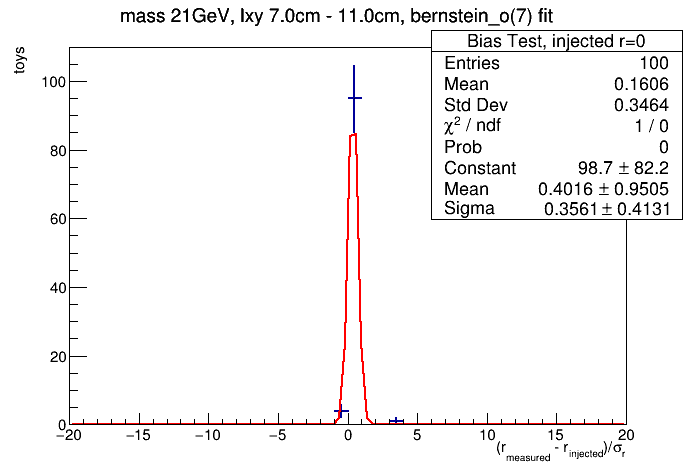 mass 21GeV, lxy 7.0cm - 11.0cm, bernstein_o(7) fit
toys
Bias Test, injected r=0
Entries 100
Mean 0.1606
Std Dev 0.3464
χ² / ndf 1 / 0
Prob 0
Constant 98.7 ± 82.2
Mean 0.4016 ± 0.9505
Sigma 0.3561 ± 0.4131
100
80
60
40
20
0
−20 −15 −10 −5 0 5 10 15 20
(r_measured - r_injected)/σ_r